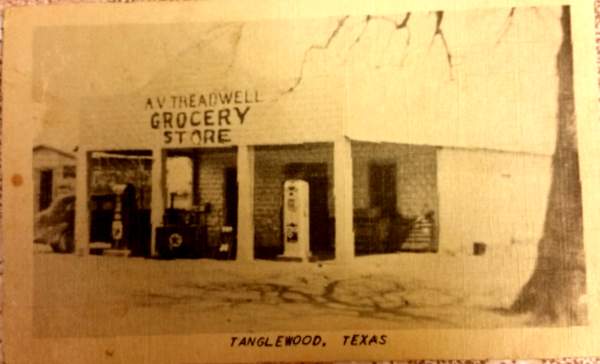 A.V. TREADWELL
GROCERY
STORE
TANGLEWOOD, TEXAS